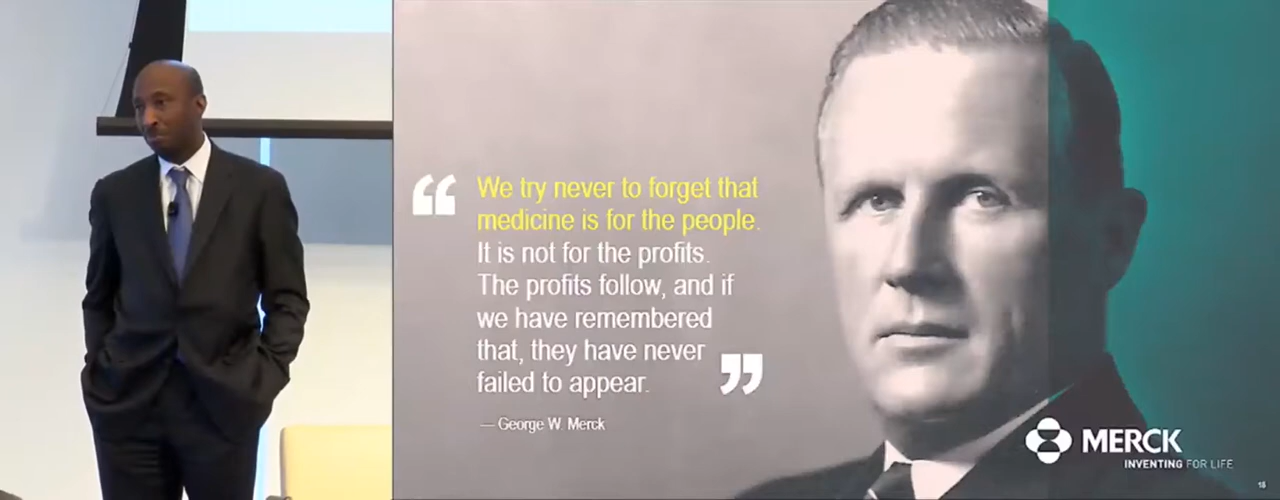 “
We try never to forget that
medicine is for the people.
It is not for the profits.
The profits follow, and if
we have remembered
that, they have never
failed to appear.
”
— George W. Merck
MERCK
INVENTING FOR LIFE
18